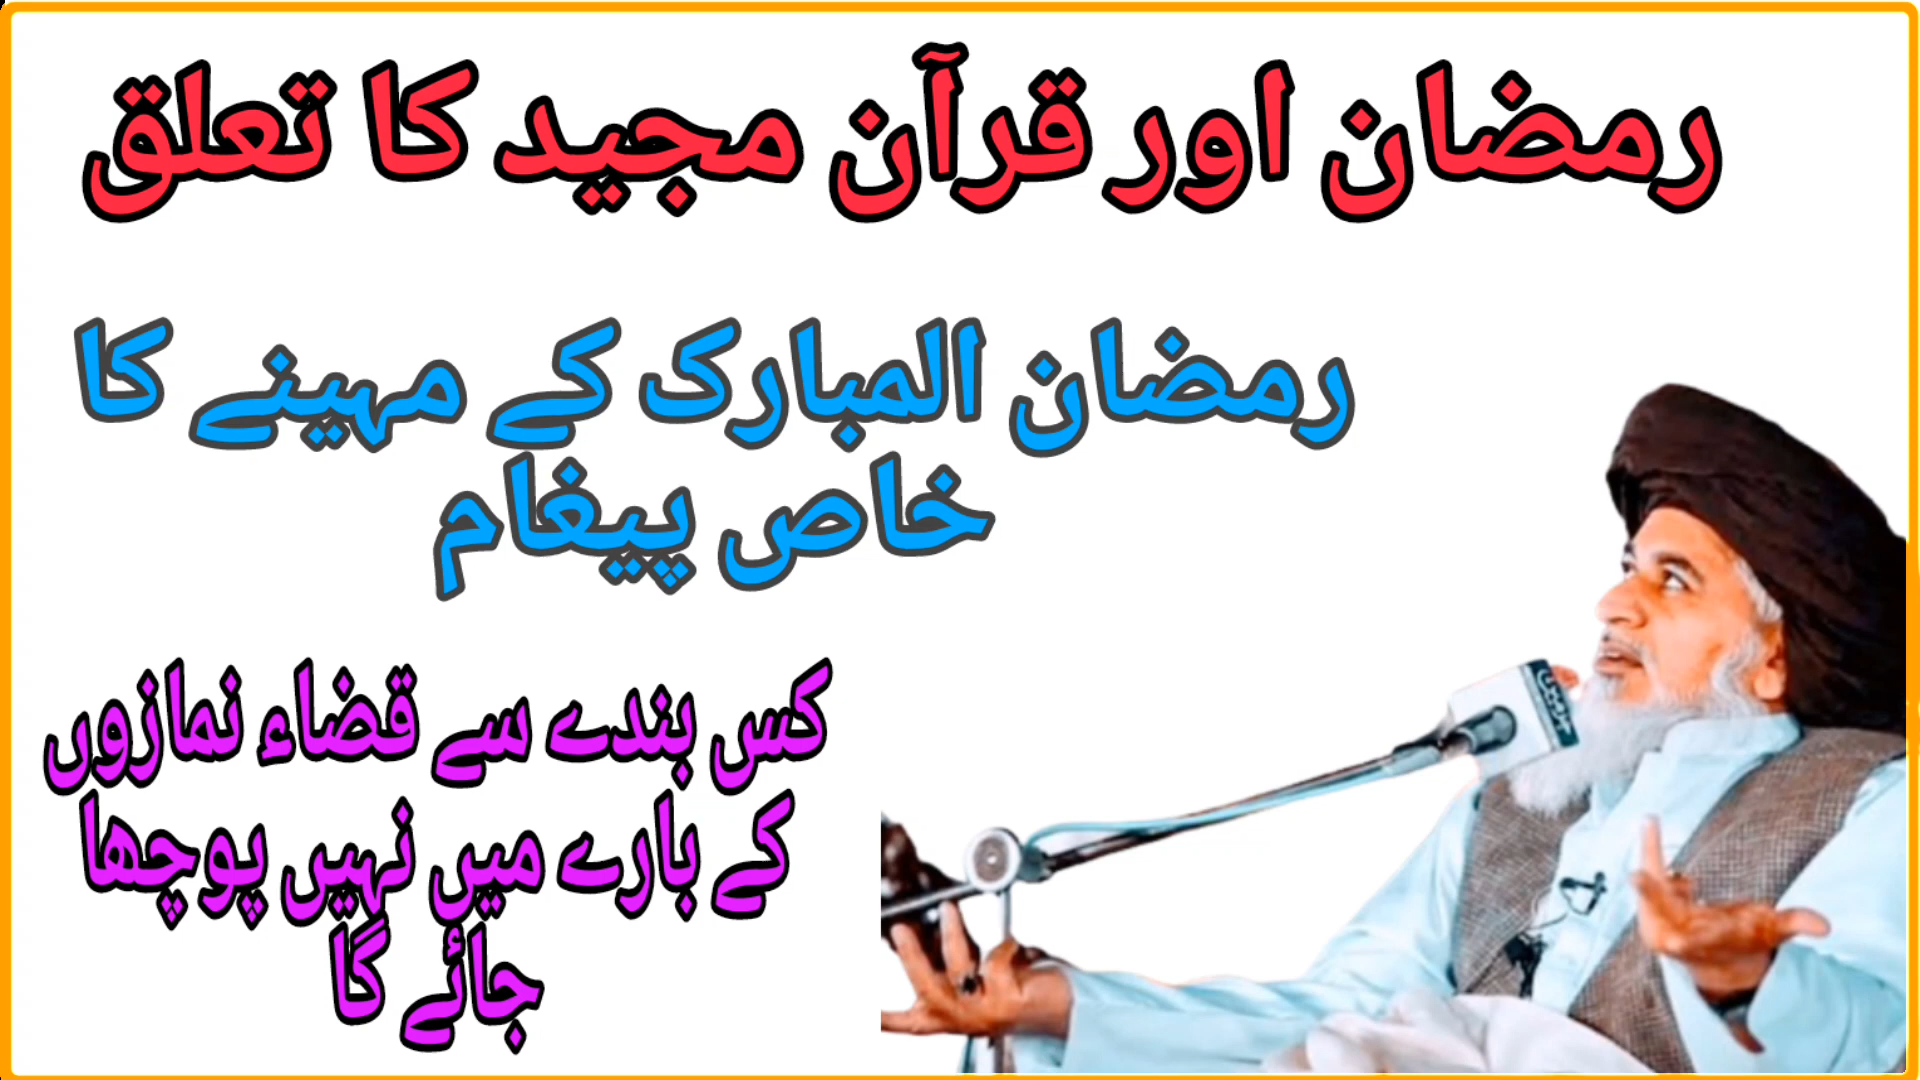 رمضان اور قرآن مجید کا تعلق
رمضان المبارک کے مہینے کا
خاص پیغام
کس بندے سے قضاء نمازوں
کے بارے میں نہیں پوچھا
جائے گا